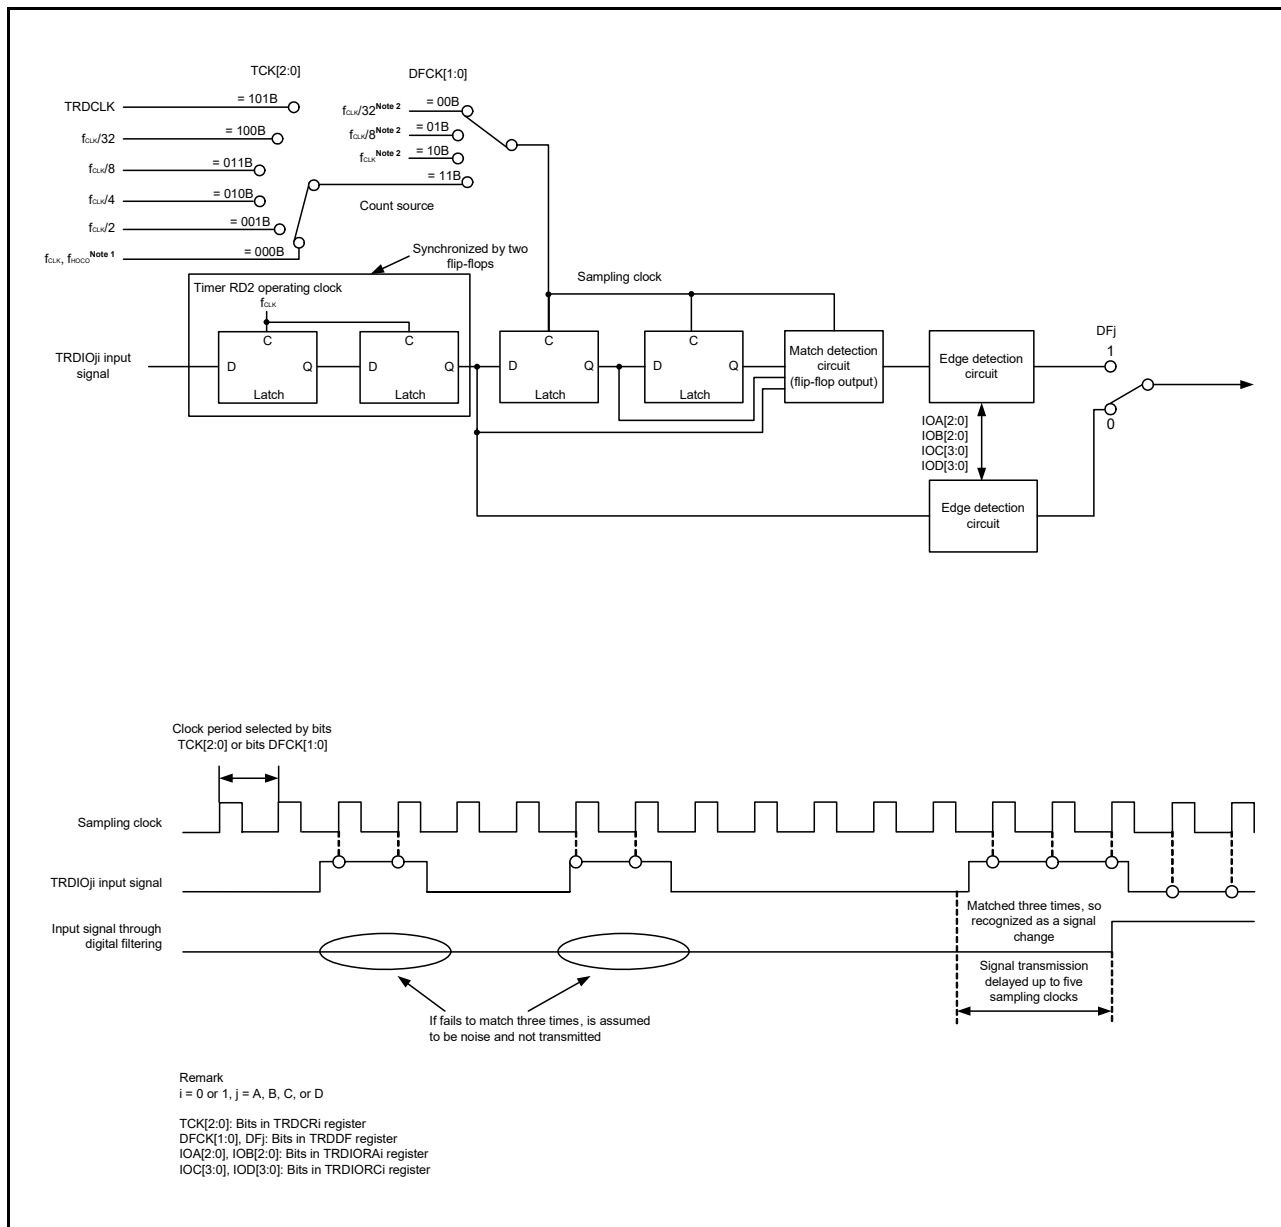 TCK[2:0]
DFCK[1:0]
TRDCLK
= 101B
fCLK/32
= 100B
fCLK/8
= 011B
fCLK/4
= 010B
fCLK/2
= 001B
fCLK, fHOCO Note 1
= 000B
fCLK/32 Note 2
= 00B
fCLK/8 Note 2
= 01B
fCLK Note 2
= 10B
= 11B
Count source
Synchronized by two
flip-flops
Sampling clock
Timer RD2 operating clock
fCLK
TRDIOji input
signal
C
D
Q
Latch
C
D
Q
Latch
C
D
Q
Latch
C
D
Q
Latch
Match detection
circuit
(flip-flop output)
Edge detection
circuit
DFj
1
0
IOA[2:0]
IOB[2:0]
IOC[3:0]
IOD[3:0]
Edge detection
circuit
Clock period selected by bits
TCK[2:0] or bits DFCK[1:0]
Sampling clock
TRDIOji input signal
Input signal through
digital filtering
Matched three times, so
recognized as a signal
change
Signal transmission
delayed up to five
sampling clocks
If fails to match three times, is assumed
to be noise and not transmitted
Remark
i = 0 or 1, j = A, B, C, or D
TCK[2:0]: Bits in TRDCRi register
DFCK[1:0], DFj: Bits in TRDDF register
IOA[2:0], IOB[2:0]: Bits in TRDIORAi register
IOC[3:0], IOD[3:0]: Bits in TRDIORCi register